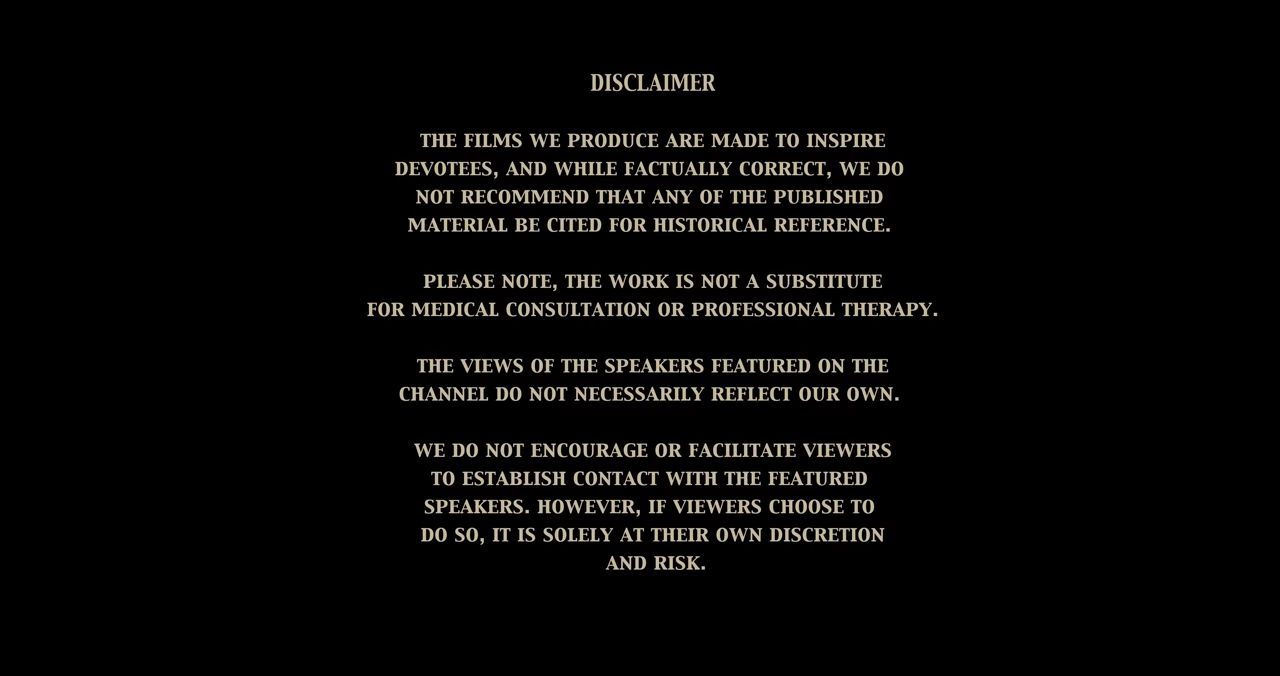 DISCLAIMER
THE FILMS WE PRODUCE ARE MADE TO INSPIRE
DEVOTEES, AND WHILE FACTUALLY CORRECT, WE DO
NOT RECOMMEND THAT ANY OF THE PUBLISHED
MATERIAL BE CITED FOR HISTORICAL REFERENCE.
PLEASE NOTE, THE WORK IS NOT A SUBSTITUTE
FOR MEDICAL CONSULTATION OR PROFESSIONAL THERAPY.
THE VIEWS OF THE SPEAKERS FEATURED ON THE
CHANNEL DO NOT NECESSARILY REFLECT OUR OWN.
WE DO NOT ENCOURAGE OR FACILITATE VIEWERS
TO ESTABLISH CONTACT WITH THE FEATURED
SPEAKERS. HOWEVER, IF VIEWERS CHOOSE TO
DO SO, IT IS SOLELY AT THEIR OWN DISCRETION
AND RISK.